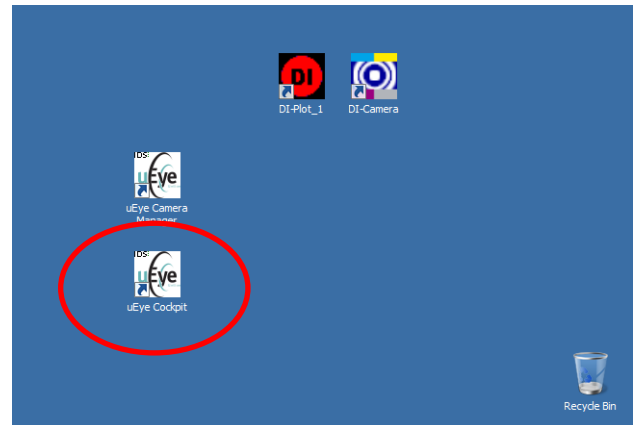 DI
DI-Plot_1
DI-Camera
IDS:
uEye
uEye Camera
Manager
IDS:
uEye
uEye Cockpit
Recycle Bin